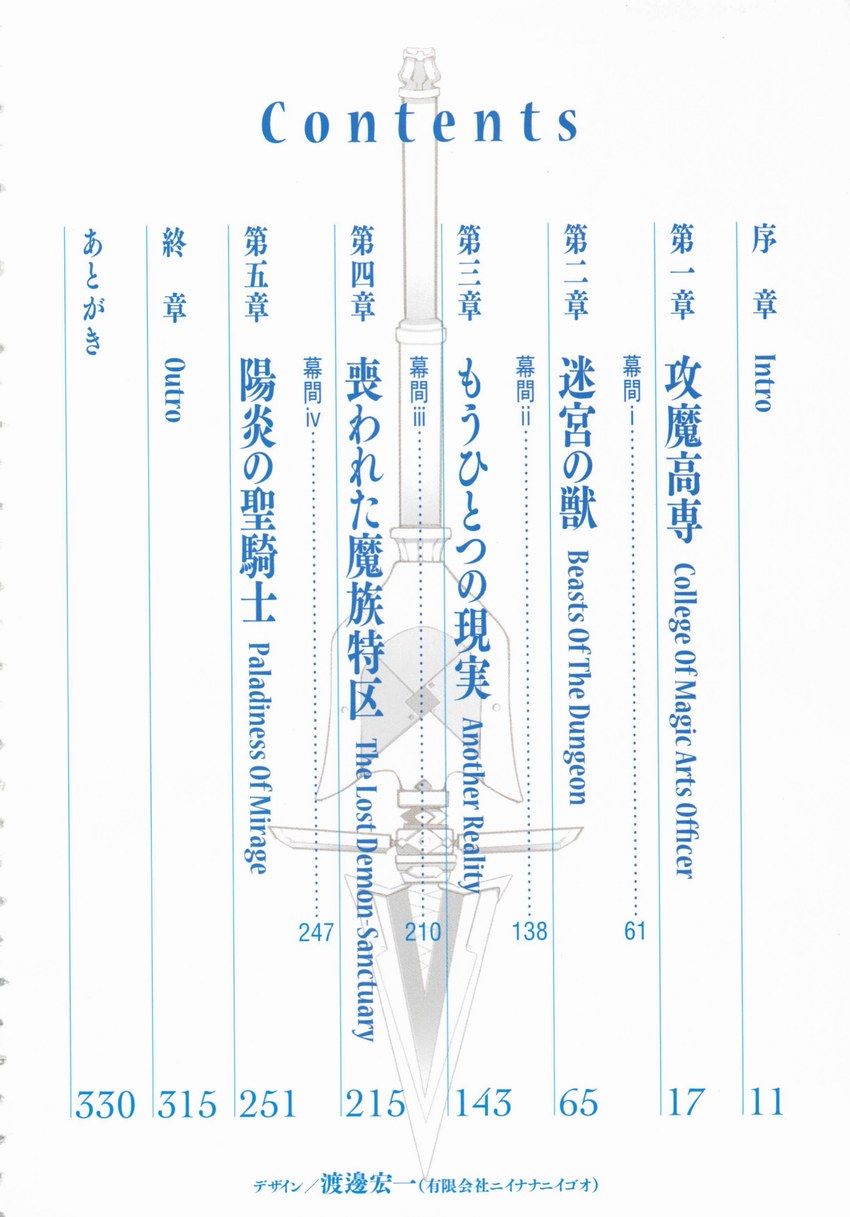 Contents
序章 Intro 11
第一章 攻魔高専 College Of Magic Arts Officer 17
幕間 i 61
第二章 迷宮の獣 Beasts Of The Dungeon 65
幕間 ii 138
第三章 もうひとつの現実 Another Reality 143
幕間 iii 210
第四章 喪われた魔族特区 The Lost Demon-Sanctuary 215
幕間 iv 247
第五章 陽炎の聖騎士 Paladiness Of Mirage 251
終章 Outro 315
あとがき 330
デザイン／渡邊宏一(有限会社ニイナナニイゴオ)